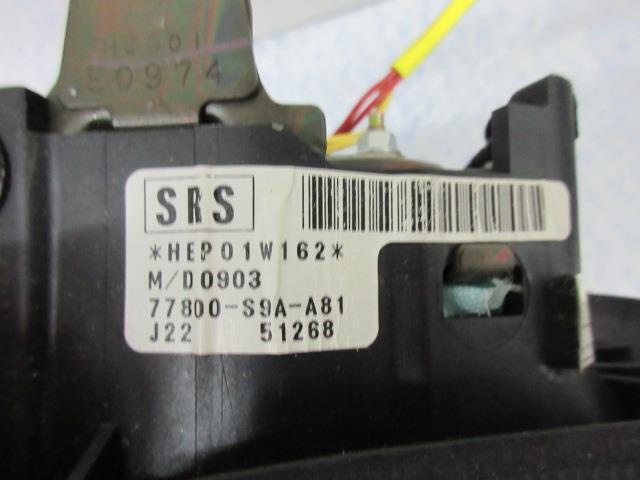 E0974
SRS
*HEP01W162*
M/D0903
77800-S9A-A81
J22 51268